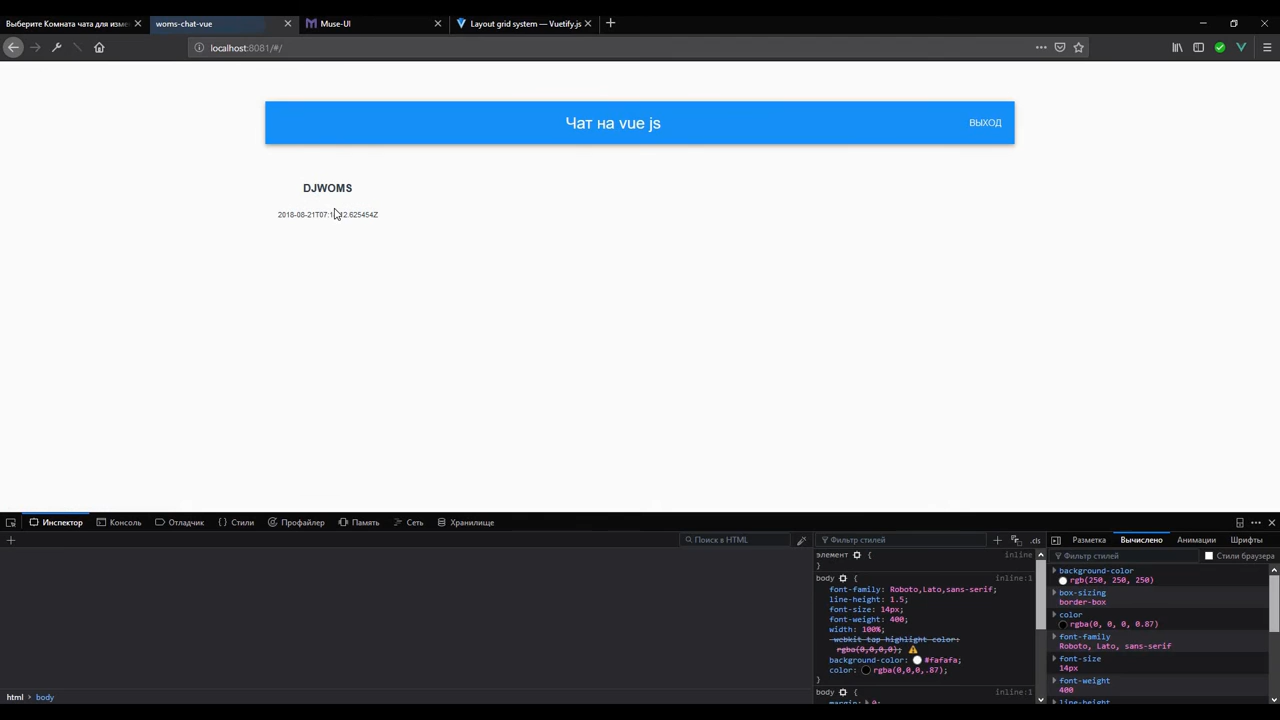 Выберите Комната чата для изме
woms-chat-vue
Muse-UI
Layout grid system — Vuetify.js
localhost:8081/#/
Чат на vue js
ВЫХОД
DJWOMS
2018-08-21T07:1 12.625454Z
Инспектор
Консоль
Отладчик
{ } Стили
Профайлер
Память
Сеть
Хранилище
Поиск в HTML
Фильтр стилей
.cls
Разметка
Вычислено
Анимации
Шрифты
элемент {
inline
}
body {
inline:1
font-family: Roboto,Lato,sans-serif;
line-height: 1.5;
font-size: 14px;
font-weight: 400;
width: 100%;
-webkit-tap-highlight-color:
rgba(0,0,0,0);
background-color: #fafafa;
color: rgba(0,0,0,.87);
}
body {
inline:1
margin: 0;
Фильтр стилей
Стили браузера
background-color
rgb(250, 250, 250)
box-sizing
border-box
color
rgba(0, 0, 0, 0.87)
font-family
Roboto, Lato, sans-serif
font-size
14px
font-weight
400
line-height
html
body